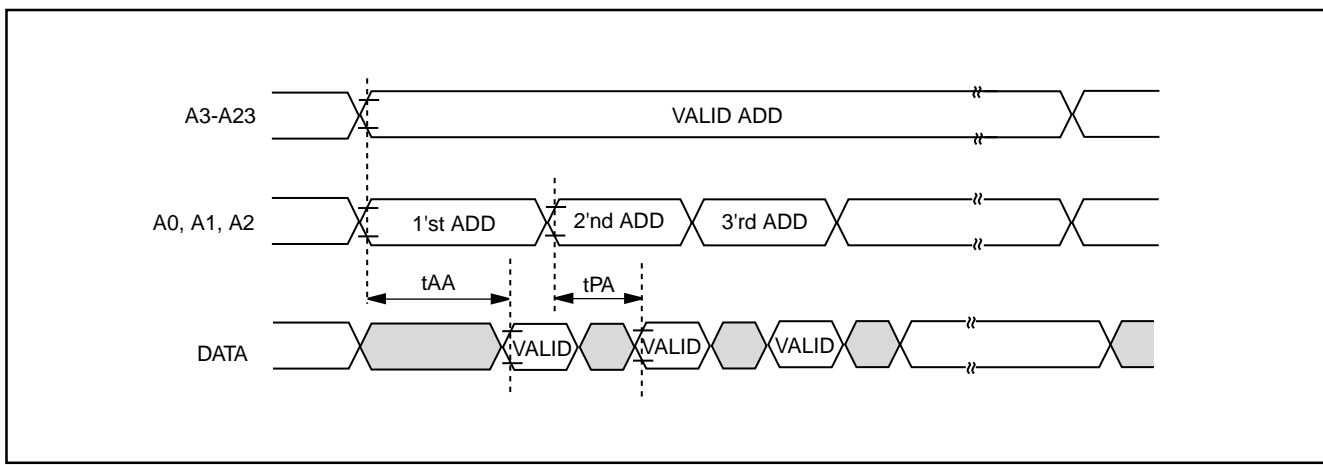 A3-A23
VALID ADD
A0, A1, A2
1'st ADD
2'nd ADD
3'rd ADD
tAA
tPA
DATA
VALID
VALID
VALID